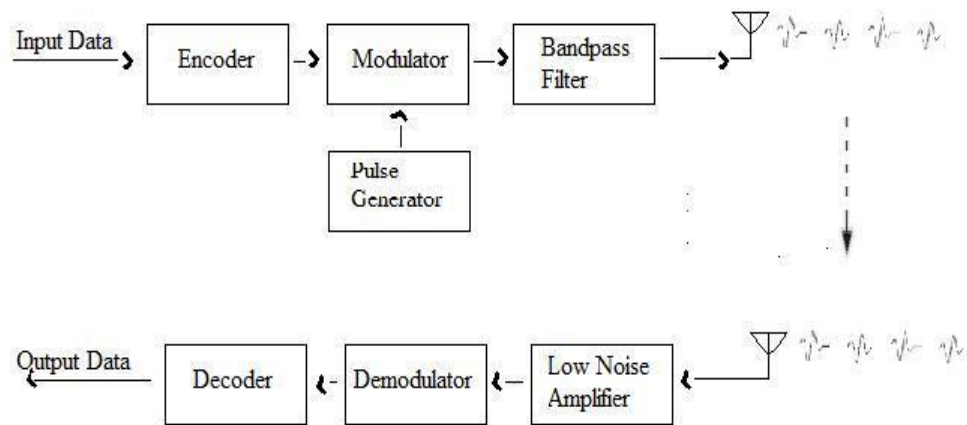 Input Data
Encoder
Modulator
Bandpass
Filter
Pulse
Generator
Output Data
Decoder
Demodulator
Low Noise
Amplifier